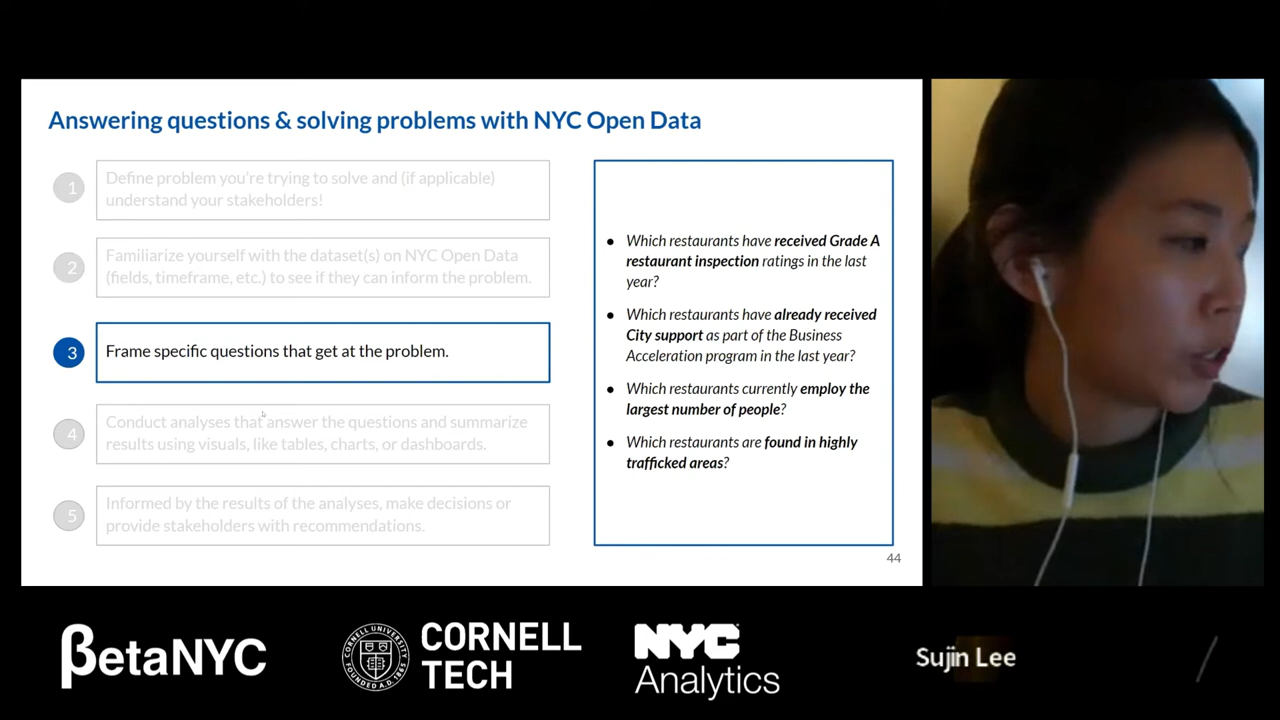 Answering questions & solving problems with NYC Open Data
1
Define problem you're trying to solve and (if applicable)
understand your stakeholders!
2
Familiarize yourself with the dataset(s) on NYC Open Data
(fields, timeframe, etc.) to see if they can inform the problem.
3
Frame specific questions that get at the problem.
4
Conduct analyses that answer the questions and summarize
results using visuals, like tables, charts, or dashboards.
5
Informed by the results of the analyses, make decisions or
provide stakeholders with recommendations.
● Which restaurants have received Grade A
restaurant inspection ratings in the last
year?
● Which restaurants have already received
City support as part of the Business
Acceleration program in the last year?
● Which restaurants currently employ the
largest number of people?
● Which restaurants are found in highly
trafficked areas?
44
βetaNYC
CORNELL UNIVERSITY
FOUNDED A.D. 1865
CORNELL
TECH
NYC
Analytics
Sujin Lee